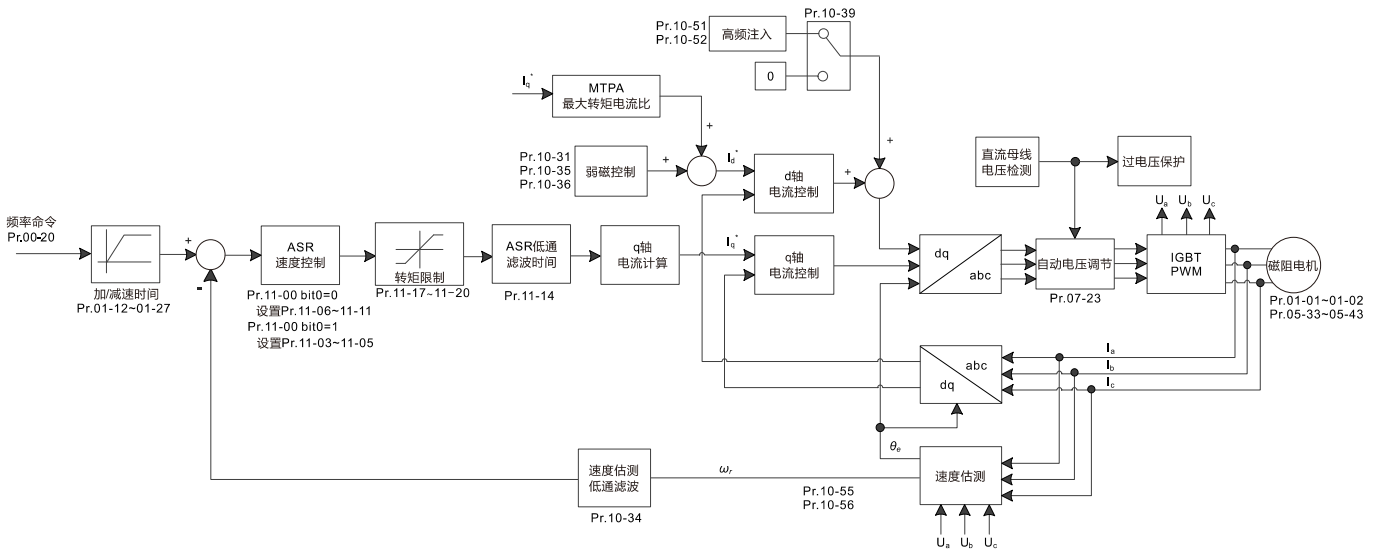 Pr.10-39
Pr.10-51
Pr.10-52
高频注入
0
Iq*
MTPA
最大转矩电流比
+
+
Pr.10-31
Pr.10-35
Pr.10-36
弱磁控制
+
Id*
d轴
电流控制
+
直流母线
电压检测
过电压保护
频率命令
Pr.00-20
加/减速时间
Pr.01-12~01-27
+
-
ASR
速度控制
Pr.11-00 bit0=0
设置Pr.11-06~11-11
Pr.11-00 bit0=1
设置Pr.11-03~11-05
转矩限制
Pr.11-17~11-20
ASR低通
滤波时间
Pr.11-14
q轴
电流计算
Iq*
q轴
电流控制
dq
abc
自动电压调节
Pr.07-23
Ua
Ub
Uc
IGBT
PWM
磁阻电机
Pr.01-01~01-02
Pr.05-33~05-43
abc
dq
Ia
Ib
Ic
θe
速度估测
低通滤波
Pr.10-34
ωr
Pr.10-55
Pr.10-56
速度估测
Ua
Ub
Uc